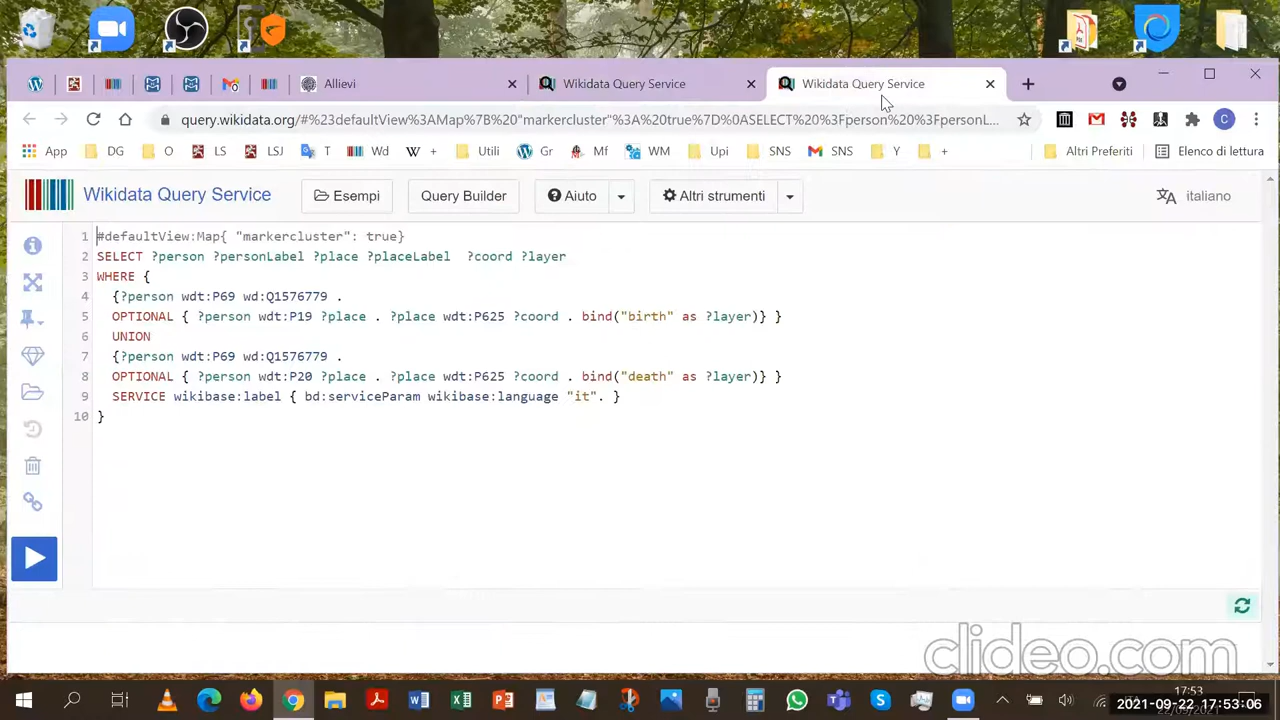 Allievi
Wikidata Query Service
Wikidata Query Service
query.wikidata.org/#%23defaultView%3AMap%7B%20"markercluster"%3A%20true%7D%0ASELECT%20%3Fperson%20%3FpersonL...
App DG O LS LSJ T Wd + Utili Gr Mf WM Upi SNS SNS Y + Altri Preferiti Elenco di lettura
Wikidata Query Service Esempi Query Builder Aiuto Altri strumenti italiano
1 #defaultView:Map{ "markercluster": true}
2 SELECT ?person ?personLabel ?place ?placeLabel ?coord ?layer
3 WHERE {
4 {?person wdt:P69 wd:Q1576779 .
5 OPTIONAL { ?person wdt:P19 ?place . ?place wdt:P625 ?coord . bind("birth" as ?layer)} }
6 UNION
7 {?person wdt:P69 wd:Q1576779 .
8 OPTIONAL { ?person wdt:P20 ?place . ?place wdt:P625 ?coord . bind("death" as ?layer)} }
9 SERVICE wikibase:label { bd:serviceParam wikibase:language "it". }
10 }
clideo.com
17:53
2021-09-22 17:53:06